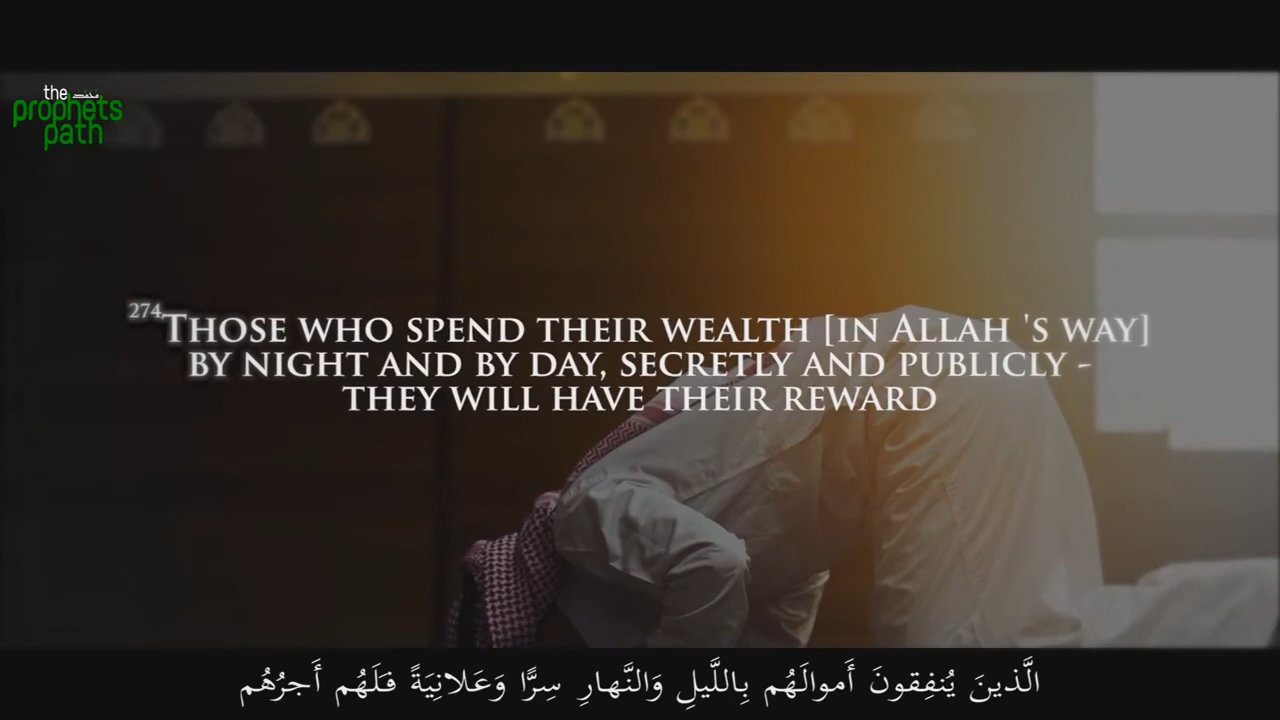 the
prophets
path
274 Those who spend their wealth [in Allah 's way]
by night and by day, secretly and publicly -
they will have their reward
الَّذينَ يُنفِقونَ أَموالَهُم بِاللَّيلِ وَالنَّهارِ سِرًّا وَعَلانِيَةً فَلَهُم أَجرُهُم